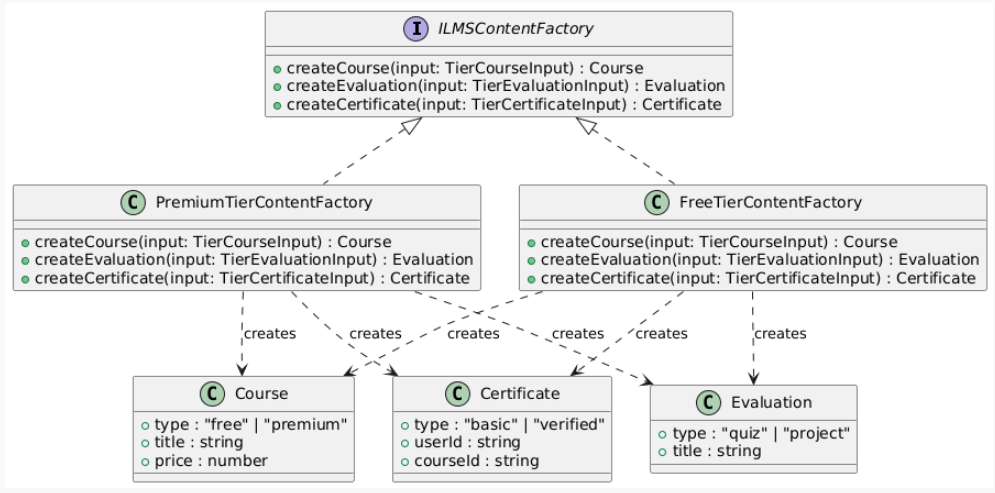 I ILMSContentFactory
createCourse(input: TierCourseInput) : Course
createEvaluation(input: TierEvaluationInput) : Evaluation
createCertificate(input: TierCertificateInput) : Certificate
C PremiumTierContentFactory
createCourse(input: TierCourseInput) : Course
createEvaluation(input: TierEvaluationInput) : Evaluation
createCertificate(input: TierCertificateInput) : Certificate
C FreeTierContentFactory
createCourse(input: TierCourseInput) : Course
createEvaluation(input: TierEvaluationInput) : Evaluation
createCertificate(input: TierCertificateInput) : Certificate
creates
creates
creates
creates
creates
creates
C Course
type : "free" | "premium"
title : string
price : number
C Certificate
type : "basic" | "verified"
userId : string
courseId : string
C Evaluation
type : "quiz" | "project"
title : string